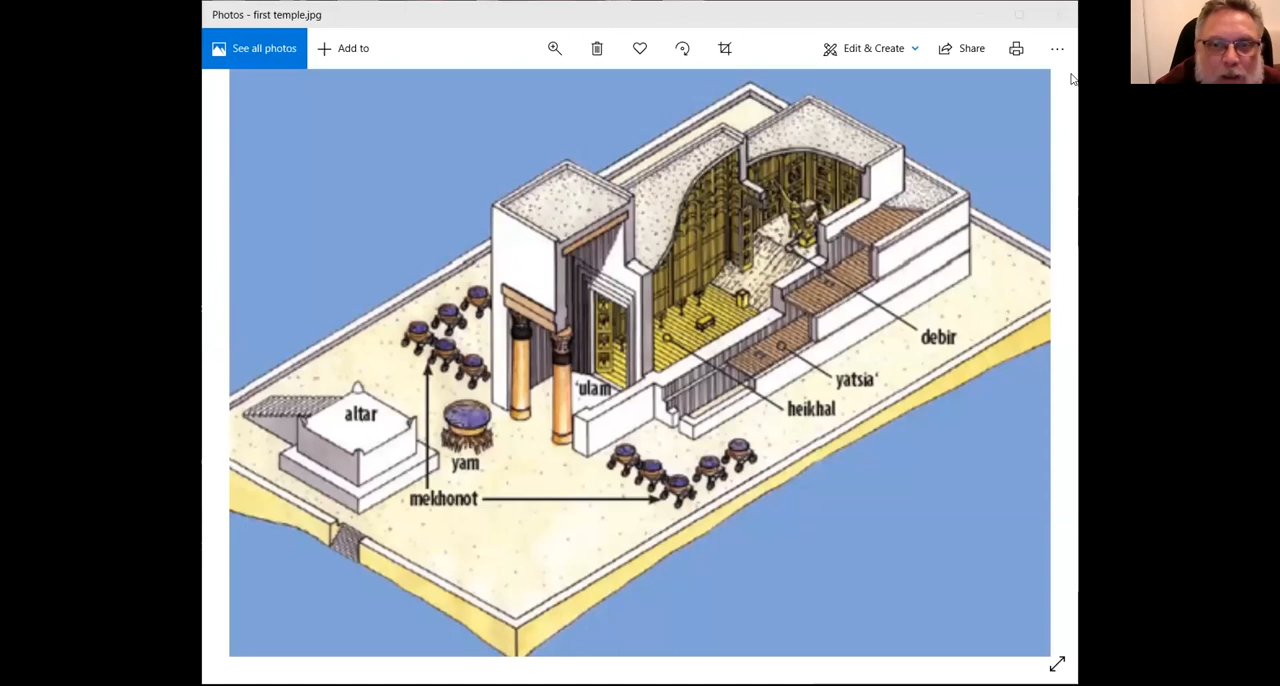 Photos - first temple.jpg
See all photos
Add to
Edit & Create
Share
debir
yatsia‘
heikhal
‘ulam
altar
yam
mekhonot